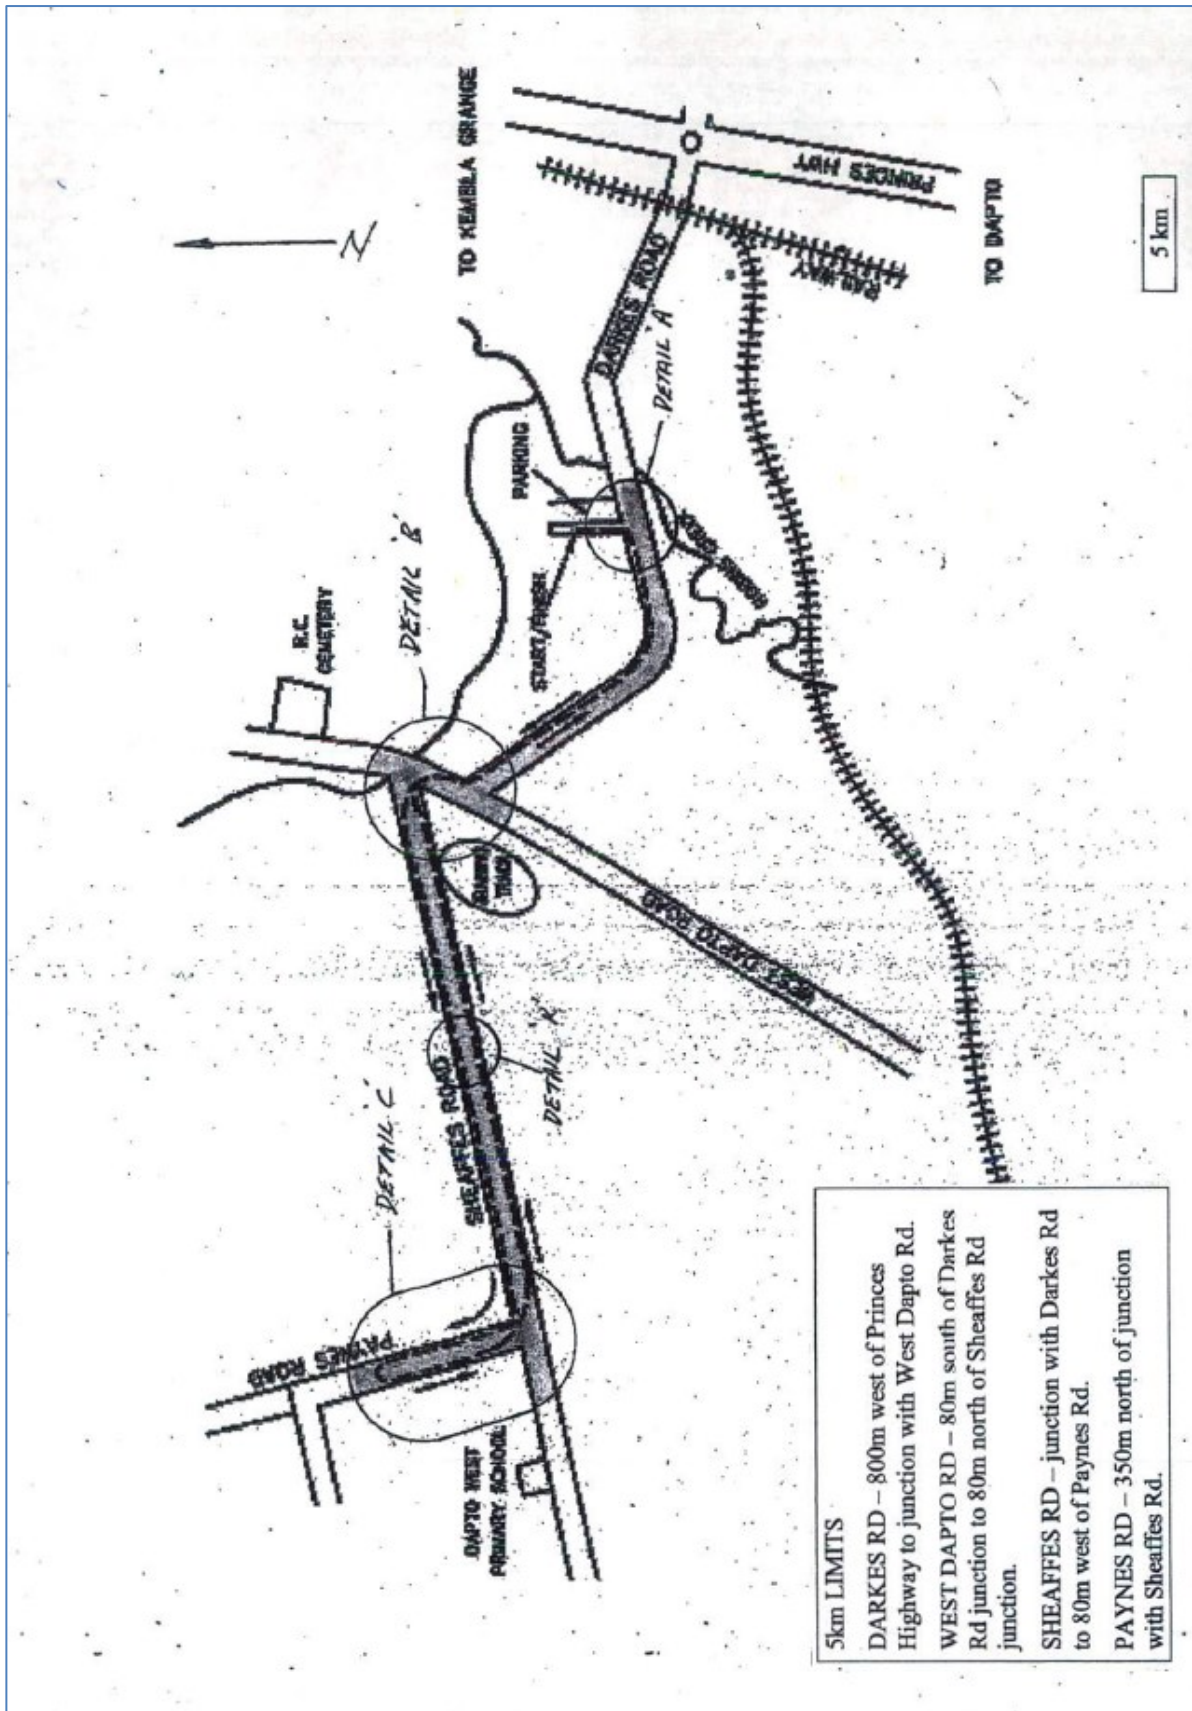 TO KEMBLA GRANGE
N
PRINCES HWY
RAILWAY
TO DAPTO
5 km
DARKES ROAD
DETAIL 'A'
PARKING
START/FINISH
DETAIL 'B'
R.C.
CEMETERY
WEST DAPTO ROAD
DETAIL 'K'
SHEAFFES ROAD
DETAIL 'C'
PAYNES
ROAD
DAPTO WEST
PRIMARY SCHOOL
5km LIMITS
DARKES RD – 800m west of Princes
Highway to junction with West Dapto Rd.
WEST DAPTO RD – 80m south of Darkes
Rd junction to 80m north of Sheaffes Rd
junction.
SHEAFFES RD – junction with Darkes Rd
to 80m west of Paynes Rd.
PAYNES RD – 350m north of junction
with Sheaffes Rd.